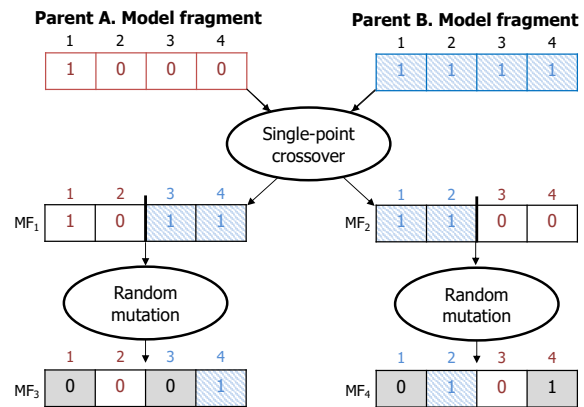 Parent A. Model fragment Parent B. Model fragment
1 2 3 4 1 2 3 4
1 0 0 0 1 1 1 1
Single-point
crossover
1 2 3 4 1 2 3 4
MF1 1 0 1 1 MF2 1 1 0 0
Random
mutation
Random
mutation
1 2 3 4 1 2 3 4
MF3 0 0 0 1 MF4 0 1 0 1